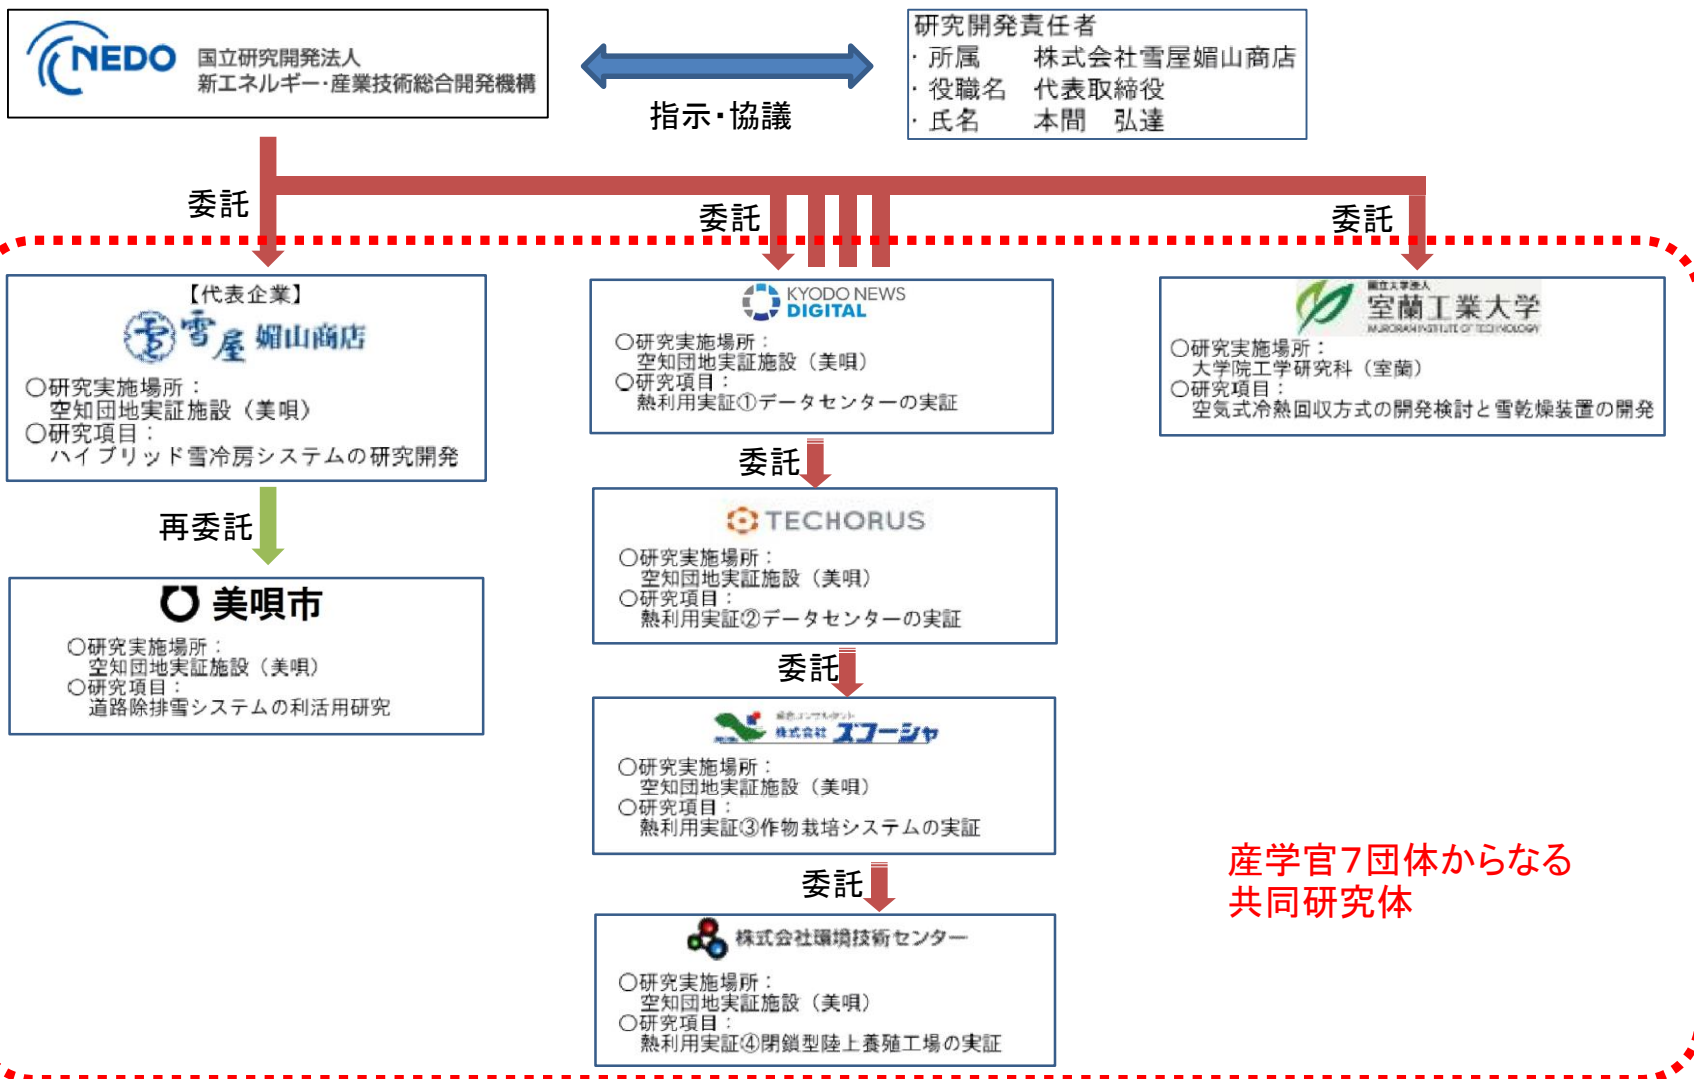 NEDO
国立研究開発法人
新エネルギー・産業技術総合開発機構
指示・協議
研究開発責任者
・所属 株式会社雪屋媚山商店
・役職名 代表取締役
・氏名 本間 弘達
委託
委託
委託
【代表企業】
雪屋媚山商店
〇研究実施場所：
空知団地実証施設（美唄）
〇研究項目：
ハイブリッド雪冷房システムの研究開発
再委託
美唄市
〇研究実施場所：
空知団地実証施設（美唄）
〇研究項目：
道路除排雪システムの利活用研究
KYODO NEWS
DIGITAL
〇研究実施場所：
空知団地実証施設（美唄）
〇研究項目：
熱利用実証①データセンターの実証
委託
TECHORUS
〇研究実施場所：
空知団地実証施設（美唄）
〇研究項目：
熱利用実証②データセンターの実証
委託
総合コンサルタント
株式会社 ズコーシャ
〇研究実施場所：
空知団地実証施設（美唄）
〇研究項目：
熱利用実証③作物栽培システムの実証
委託
株式会社環境技術センター
〇研究実施場所：
空知団地実証施設（美唄）
〇研究項目：
熱利用実証④閉鎖型陸上養殖工場の実証
国立大学法人
室蘭工業大学
MURORAN INSTITUTE OF TECHNOLOGY
〇研究実施場所：
大学院工学研究科（室蘭）
〇研究項目：
空気式冷熱回収方式の開発検討と雪乾燥装置の開発
産学官７団体からなる
共同研究体